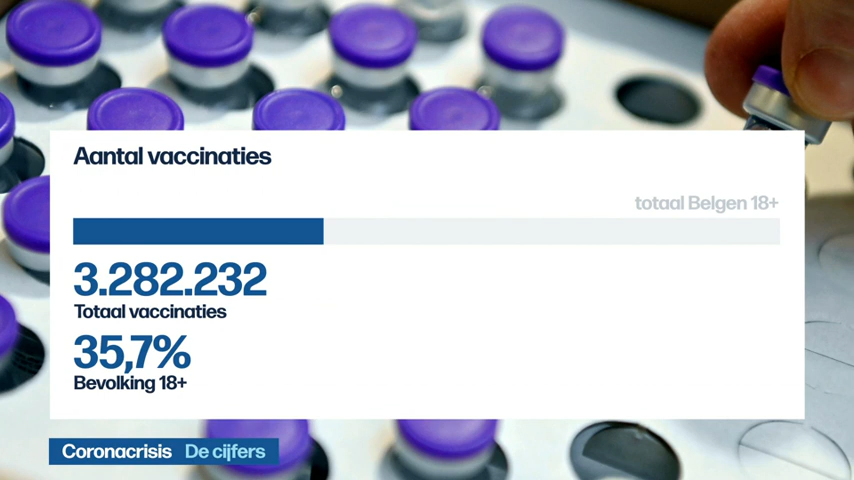 Aantal vaccinaties
totaal Belgen 18+
3.282.232
Totaal vaccinaties
35,7%
Bevolking 18+
Coronacrisis De cijfers